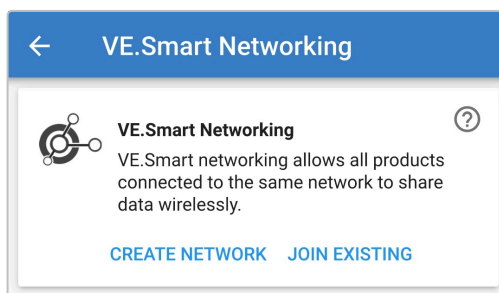 VE.Smart Networking
VE.Smart Networking
VE.Smart networking allows all products
connected to the same network to share
data wirelessly.
CREATE NETWORK JOIN EXISTING